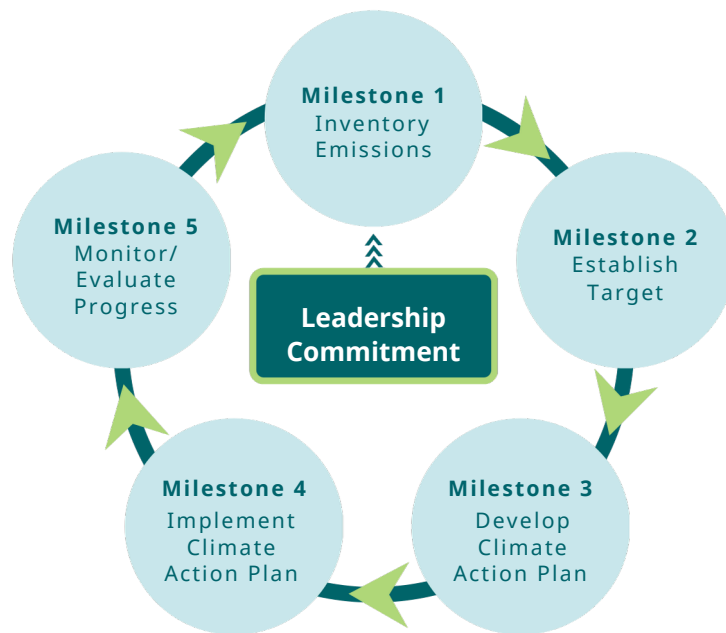 Milestone 1
Inventory
Emissions
Milestone 2
Establish
Target
Milestone 3
Develop
Climate
Action Plan
Milestone 4
Implement
Climate
Action Plan
Milestone 5
Monitor/
Evaluate
Progress
Leadership
Commitment